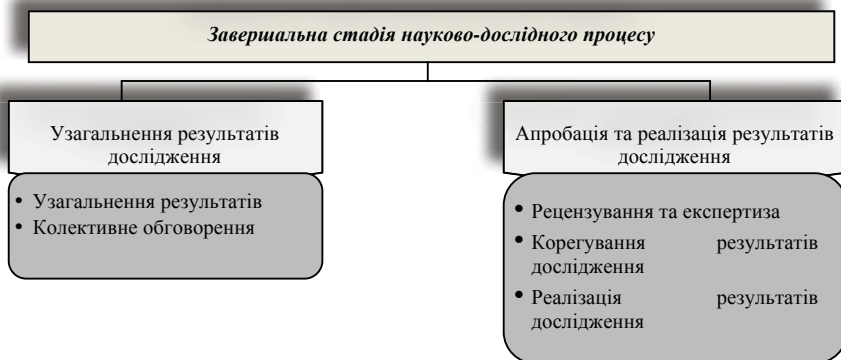 Завершальна стадія науково-дослідного процесу
Узагальнення результатів
дослідження
• Узагальнення результатів
• Колективне обговорення
Апробація та реалізація результатів
дослідження
• Рецензування та експертиза
• Корегування результатів
дослідження
• Реалізація результатів
дослідження